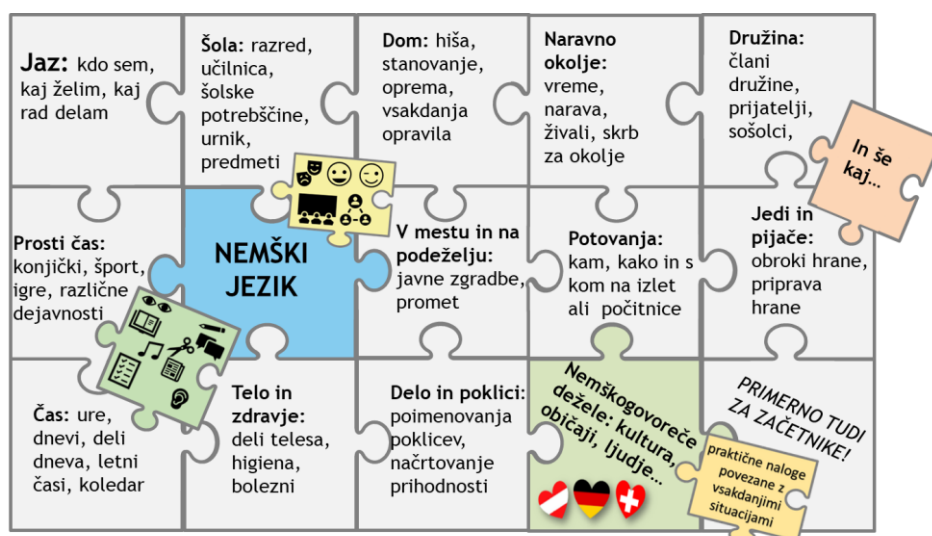 Jaz: kdo sem,
kaj želim, kaj
rad delam
Šola: razred,
učilnica,
šolske
potrebščine,
urnik,
predmeti
Dom: hiša,
stanovanje,
oprema,
vsakdanja
opravila
Naravno
okolje:
vreme,
narava,
živali, skrb
za okolje
Družina:
člani
družine,
prijatelji,
sošolci,
In še
kaj...
Prosti čas:
konjički, šport,
igre, različne
dejavnosti
NEMŠKI
JEZIK
V mestu in na
podeželju:
javne zgradbe,
promet
Potovanja:
kam, kako in s
kom na izlet
ali počitnice
Jedi in
pijače:
obroki hrane,
priprava
hrane
Čas: ure,
dnevi, deli
dneva, letni
časi, koledar
Telo in
zdravje:
deli telesa,
higiena,
bolezni
Delo in poklici:
poimenovanja
poklicev,
načrtovanje
prihodnosti
Nemškogovoreče
dežele: kultura,
običaji, ljudje…
PRIMERNO TUDI
ZA ZAČETNIKE!
praktične naloge
povezane z
vsakdanjimi
situacijami